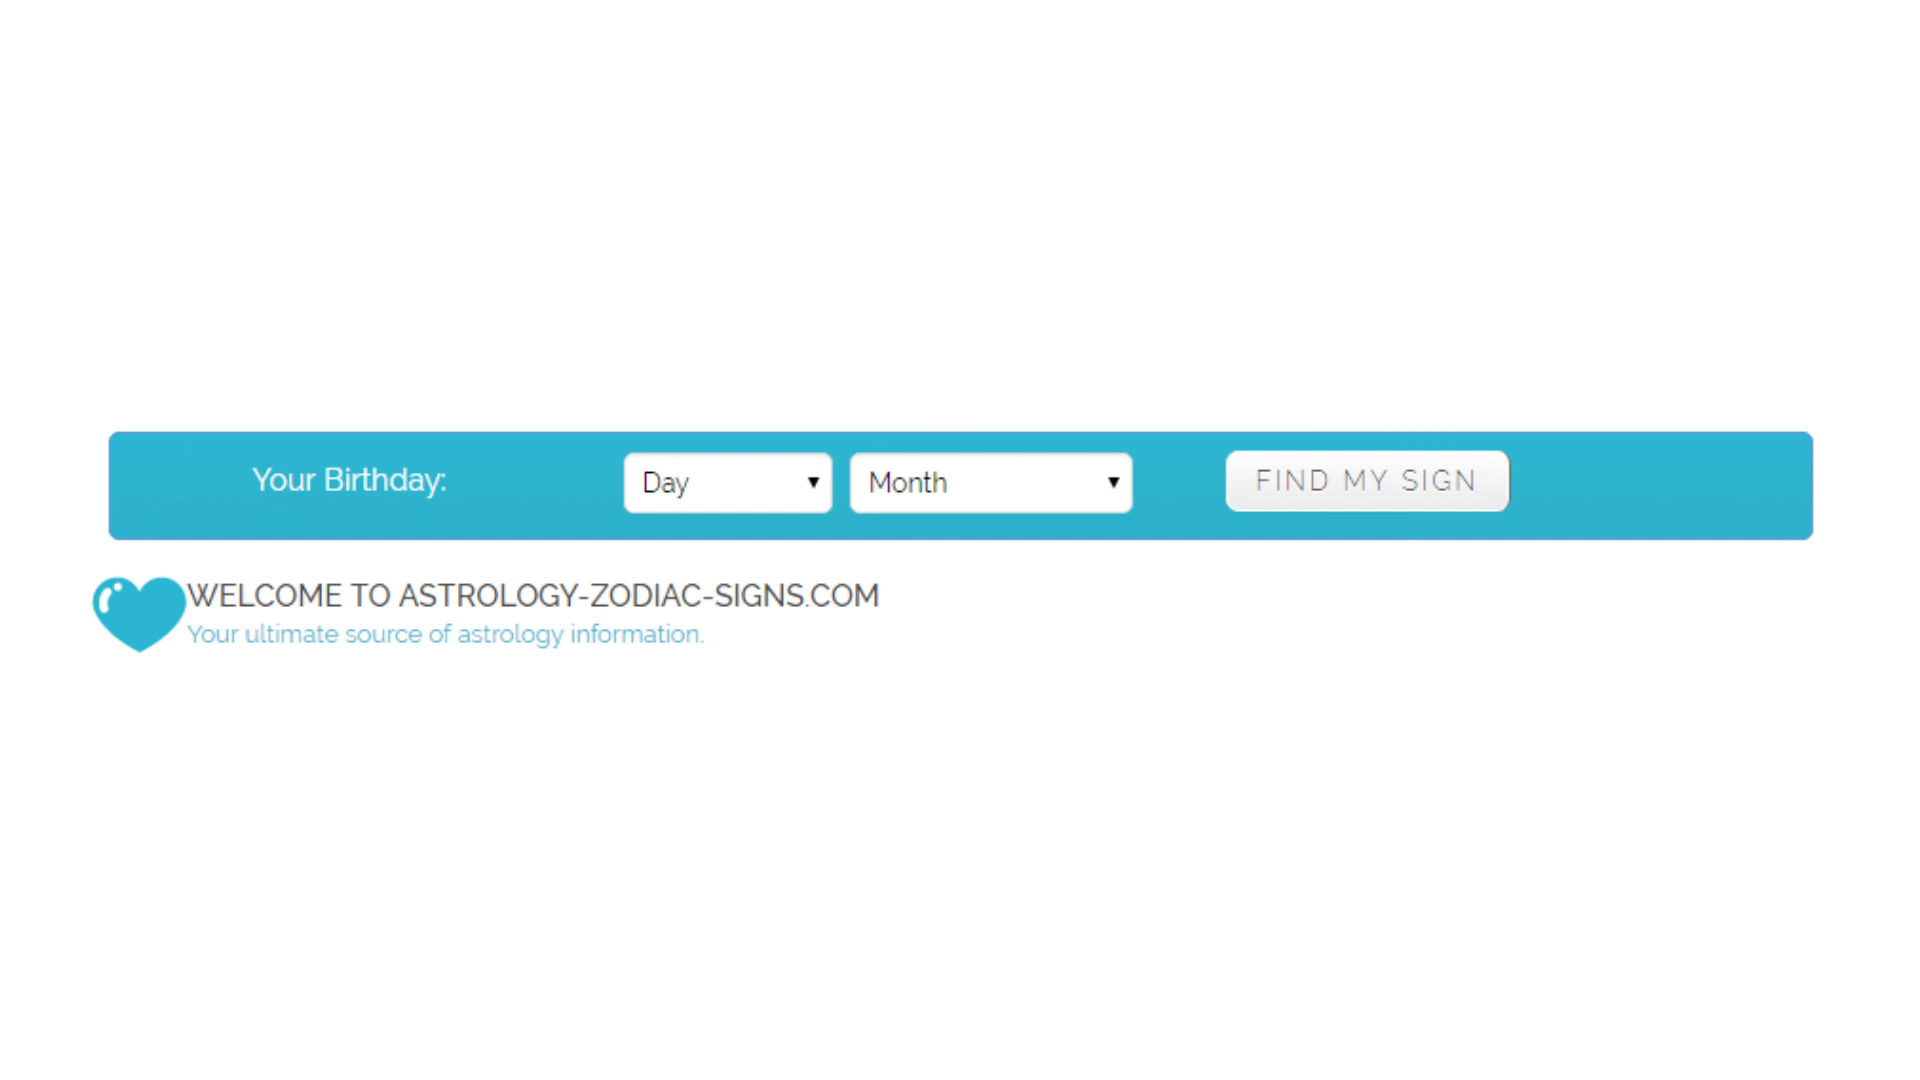 Your Birthday: Day Month FIND MY SIGN
WELCOME TO ASTROLOGY-ZODIAC-SIGNS.COM
Your ultimate source of astrology information.